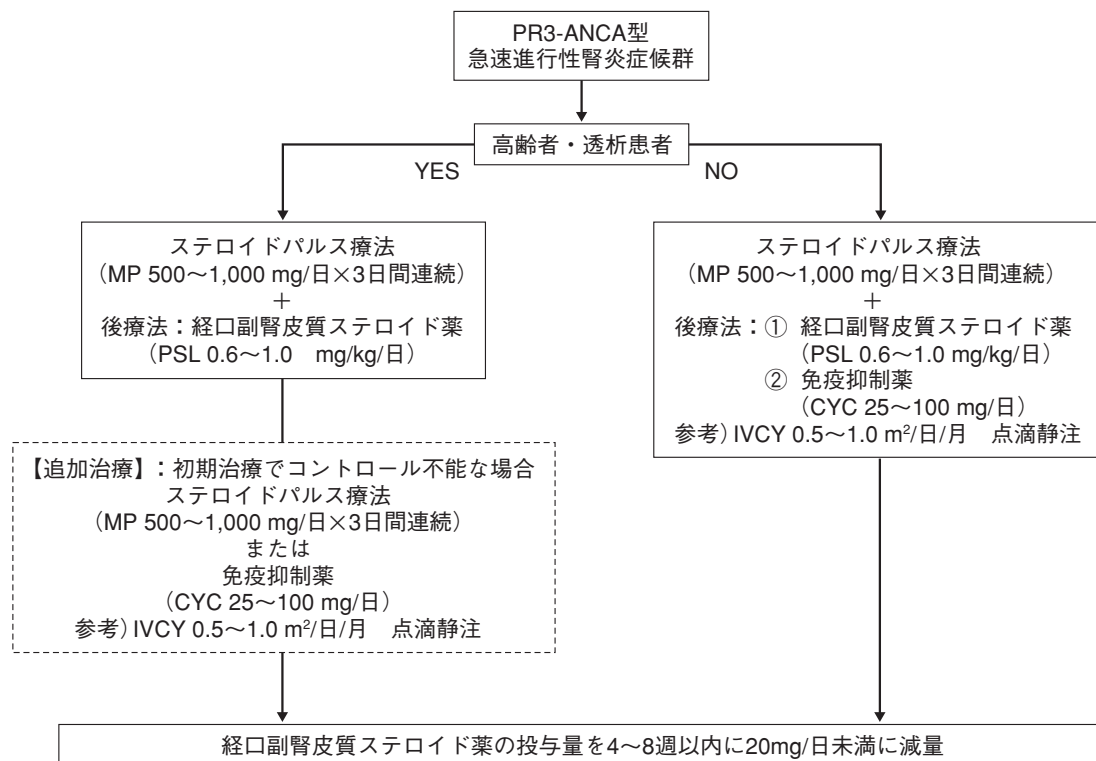 PR3-ANCA型
急速進行性腎炎症候群
高齢者・透析患者
YES
NO
ステロイドパルス療法
（MP 500～1,000 mg/日×3日間連続）
＋
後療法：経口副腎皮質ステロイド薬
（PSL 0.6～1.0　mg/kg/日）
【追加治療】：初期治療でコントロール不能な場合
ステロイドパルス療法
（MP 500～1,000 mg/日×3日間連続）
または
免疫抑制薬
（CYC 25～100 mg/日）
参考）IVCY 0.5～1.0 m²/日/月　点滴静注
ステロイドパルス療法
（MP 500～1,000 mg/日×3日間連続）
＋
後療法：① 経口副腎皮質ステロイド薬
（PSL 0.6～1.0 mg/kg/日）
② 免疫抑制薬
（CYC 25～100 mg/日）
参考）IVCY 0.5～1.0 m²/日/月　点滴静注
経口副腎皮質ステロイド薬の投与量を4～8週以内に20mg/日未満に減量